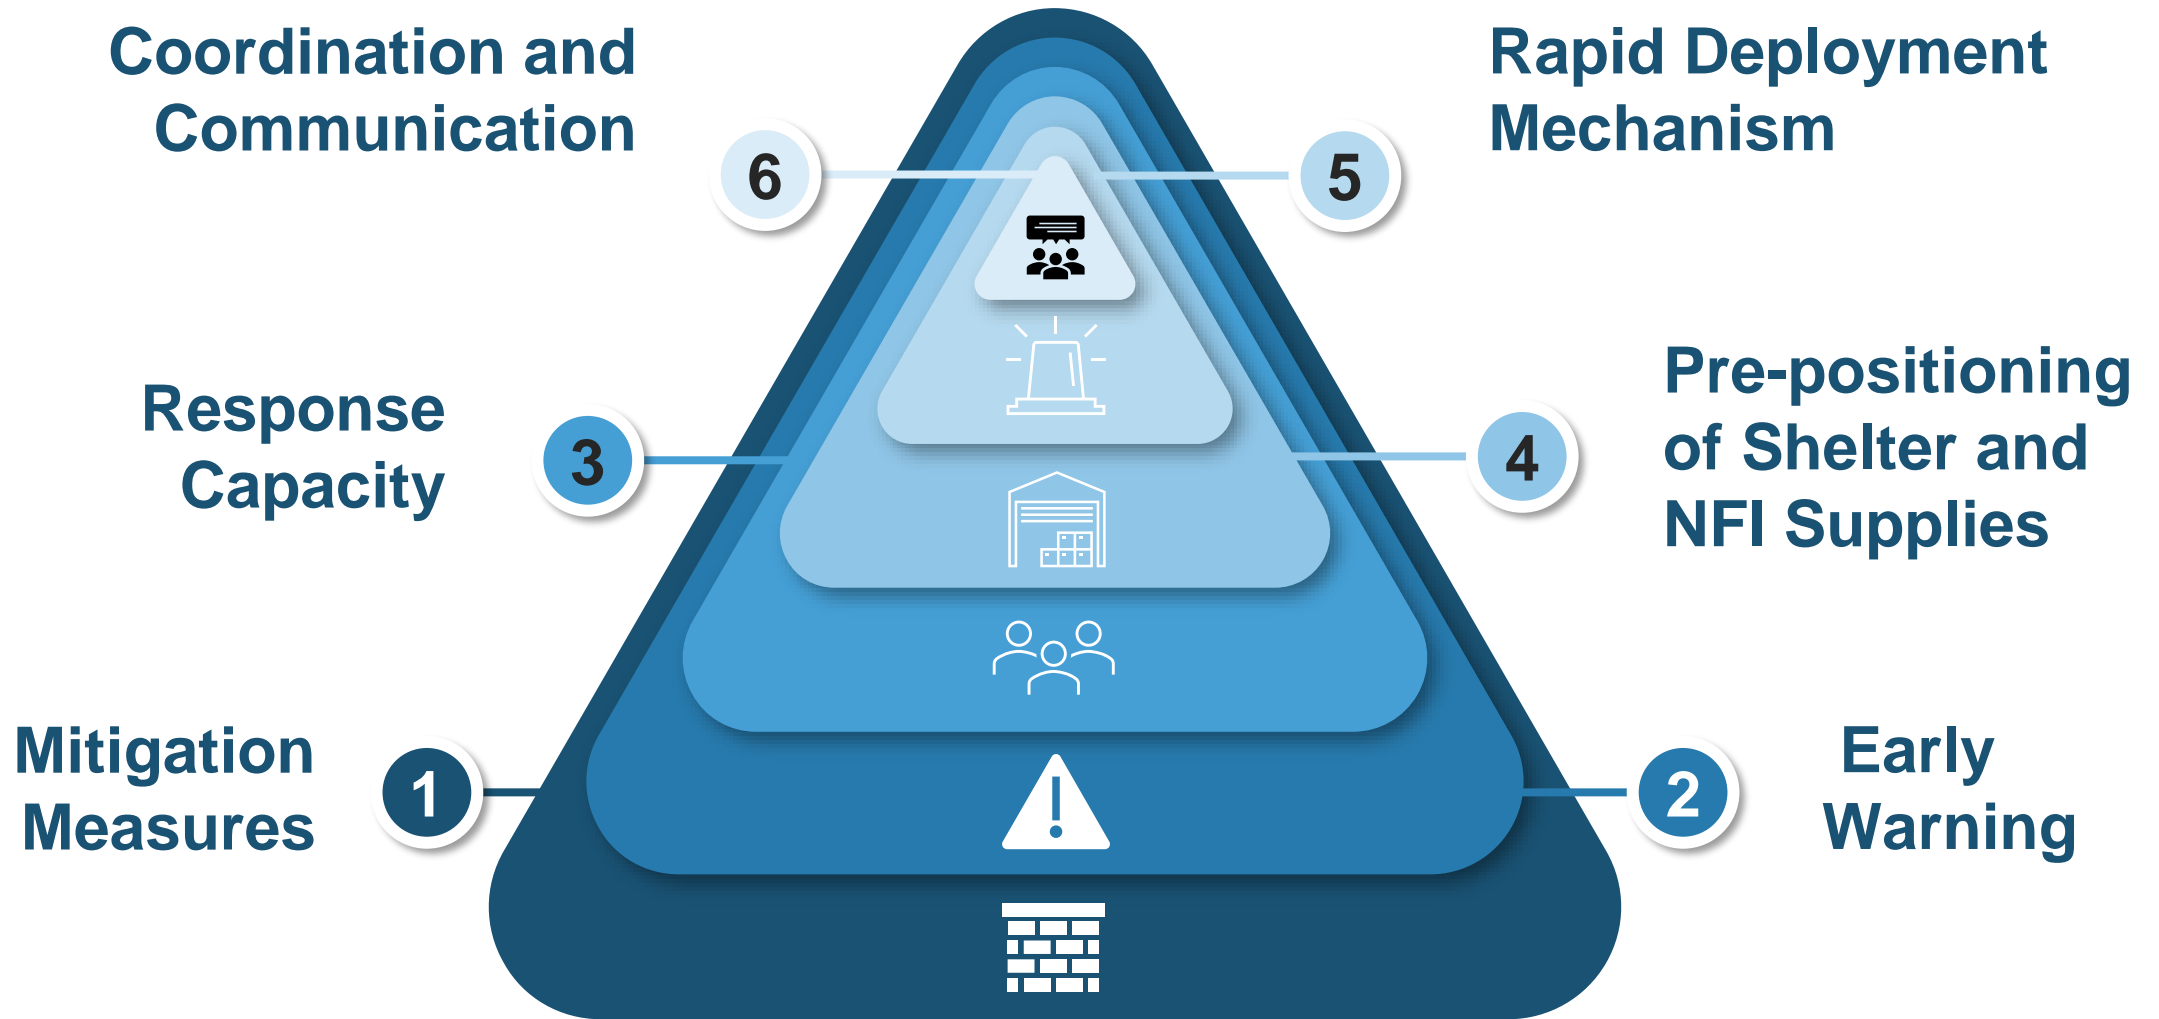 Coordination and
Communication
6
5
Rapid Deployment
Mechanism
Response
Capacity
3
4
Pre-positioning
of Shelter and
NFI Supplies
Mitigation
Measures
1
2
Early
Warning